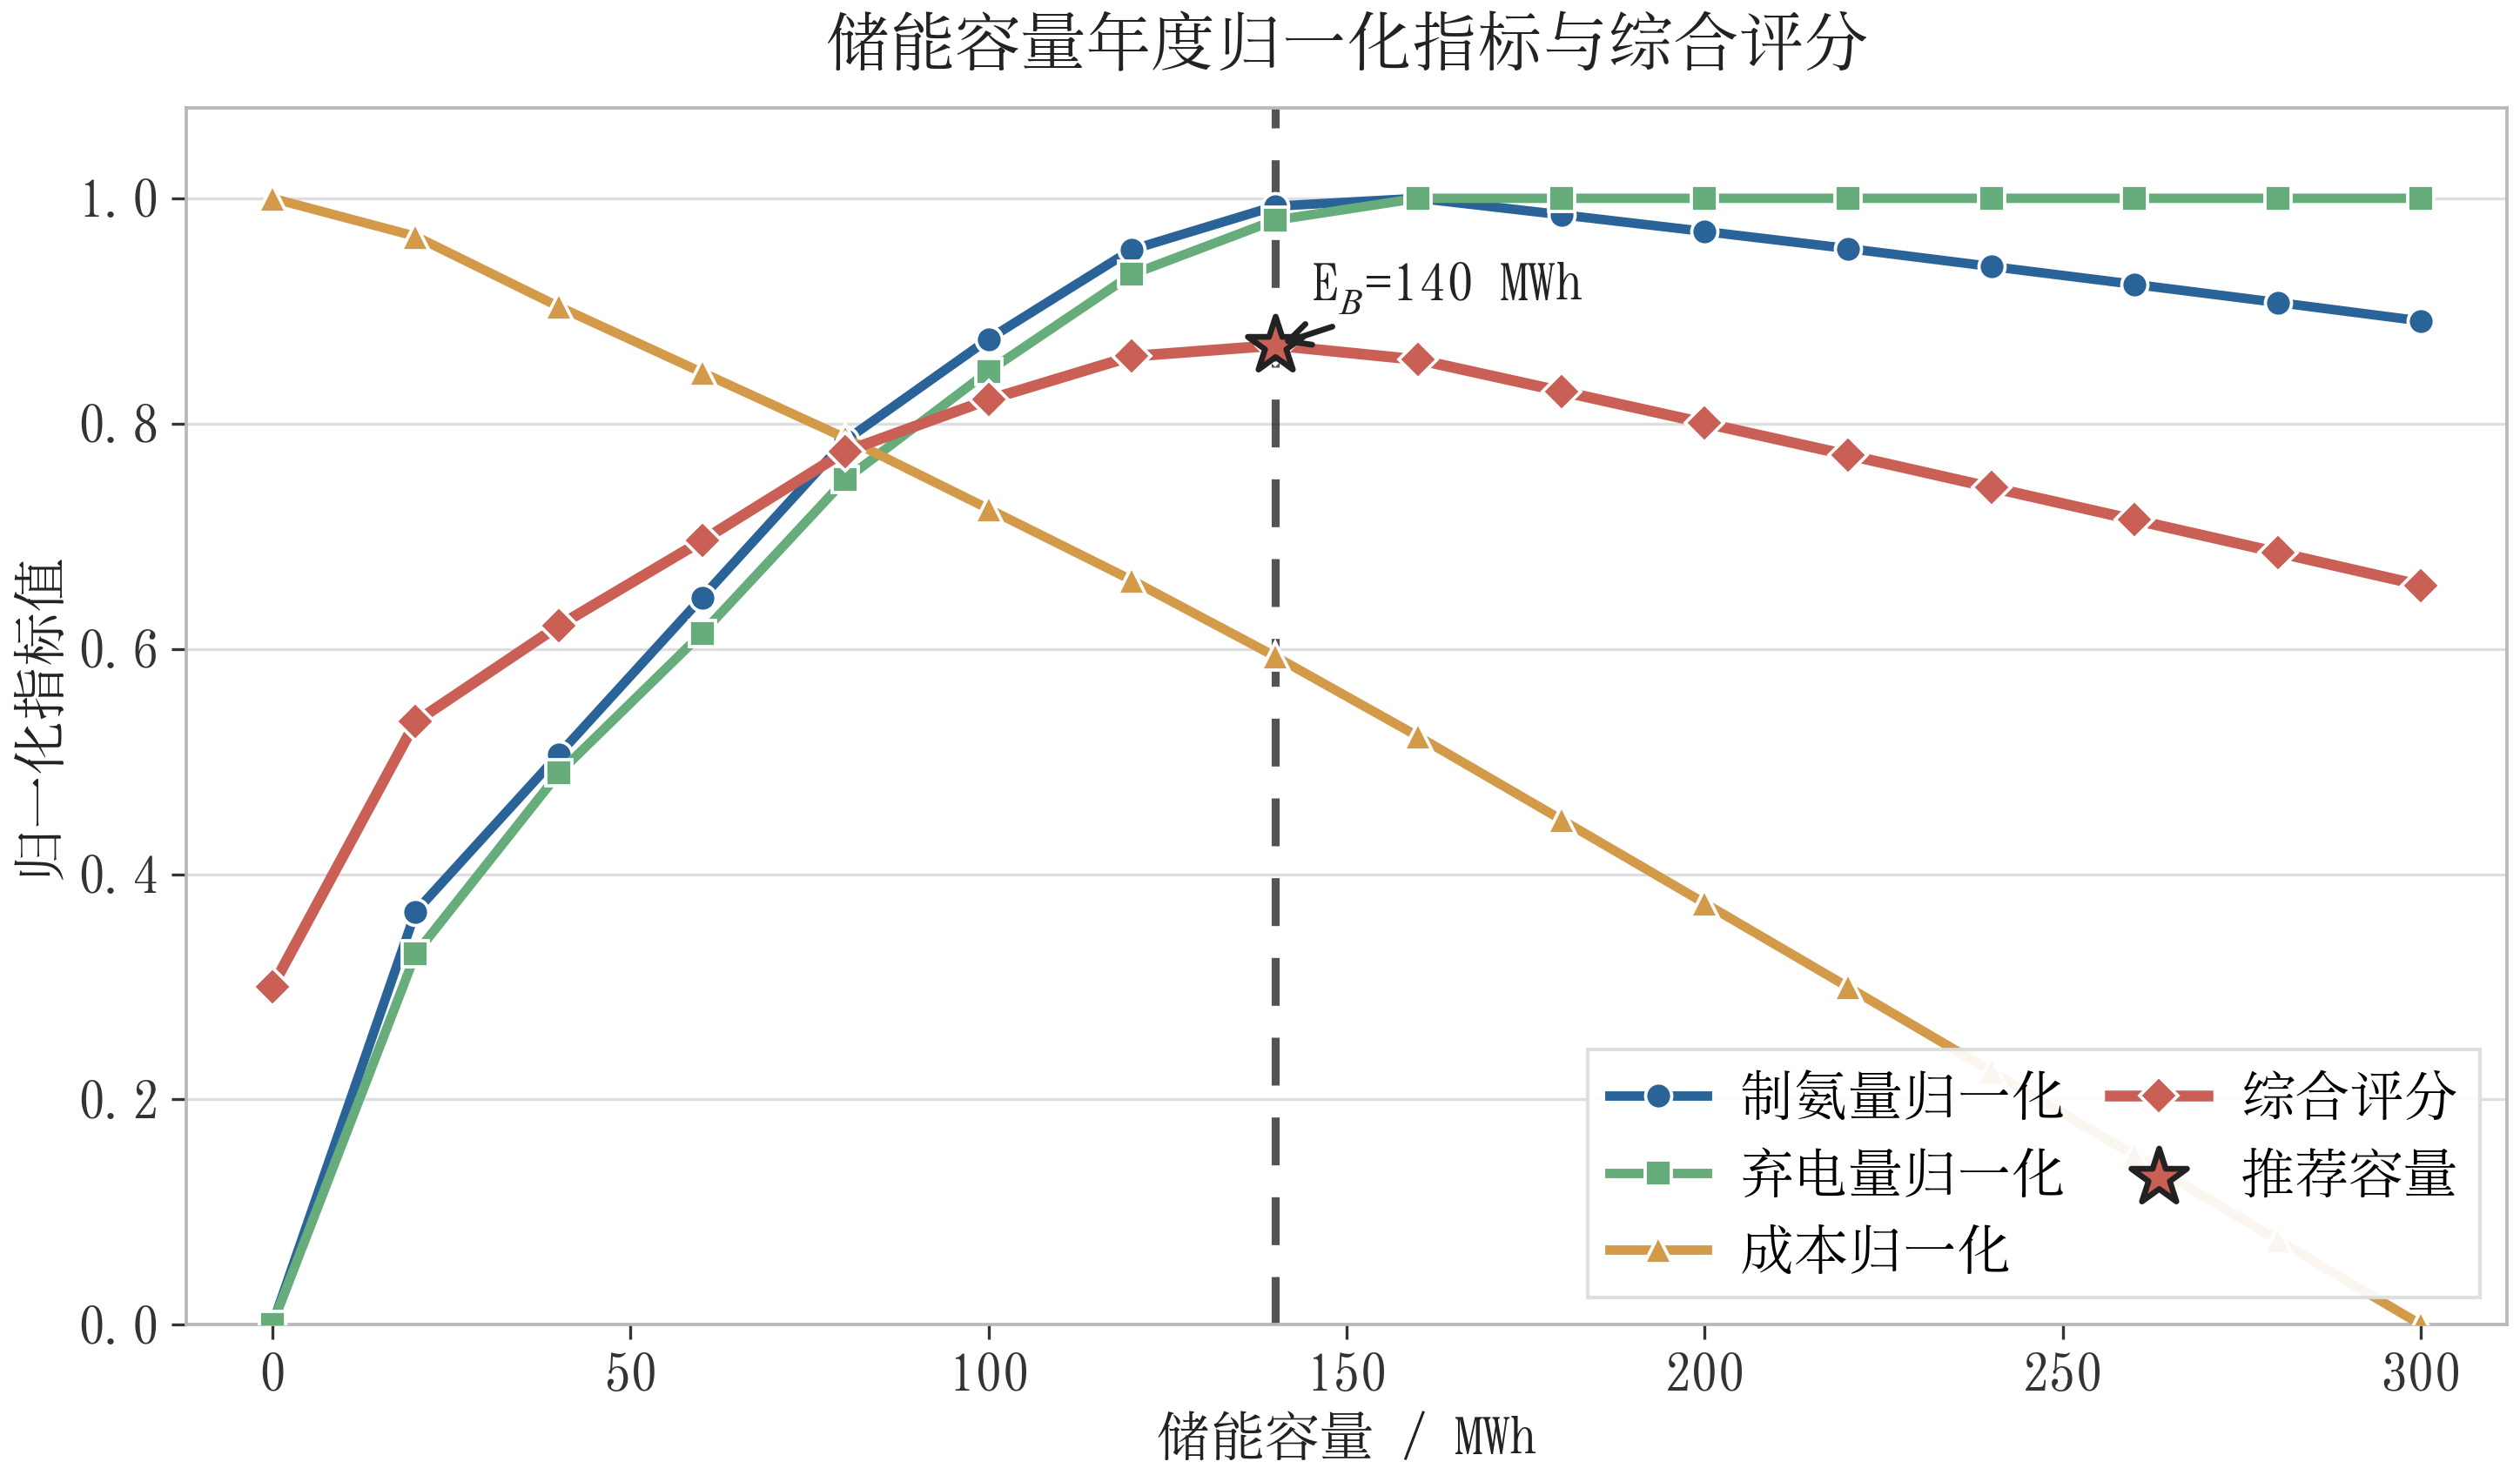 储能容量年度归一化指标与综合评分
归一化指标值
1.0
0.8
0.6
0.4
0.2
0.0
E_B=140 MWh
制氨量归一化
弃电量归一化
成本归一化
综合评分
推荐容量
0 50 100 150 200 250 300
储能容量 / MWh